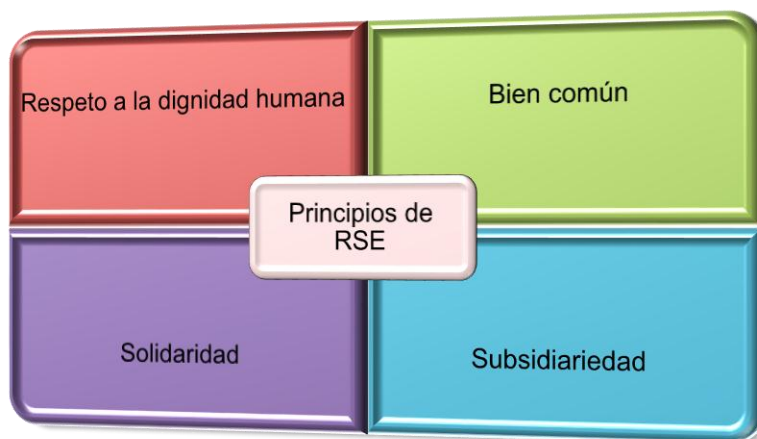 Respeto a la dignidad humana
Bien común
Principios de
RSE
Solidaridad
Subsidiariedad